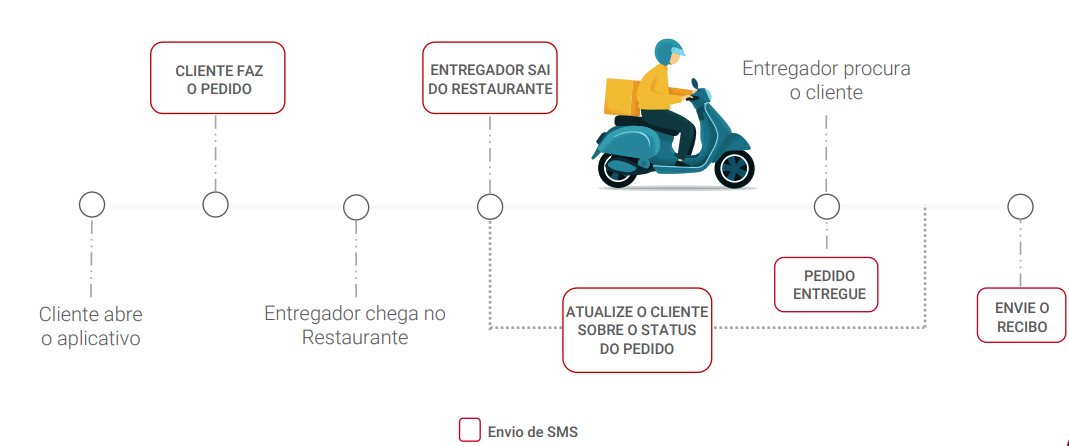 CLIENTE FAZ
O PEDIDO
ENTREGADOR SAI
DO RESTAURANTE
Entregador procura
o cliente
Cliente abre
o aplicativo
Entregador chega no
Restaurante
ATUALIZE O CLIENTE
SOBRE O STATUS
DO PEDIDO
PEDIDO
ENTREGUE
ENVIE O
RECIBO
Envio de SMS